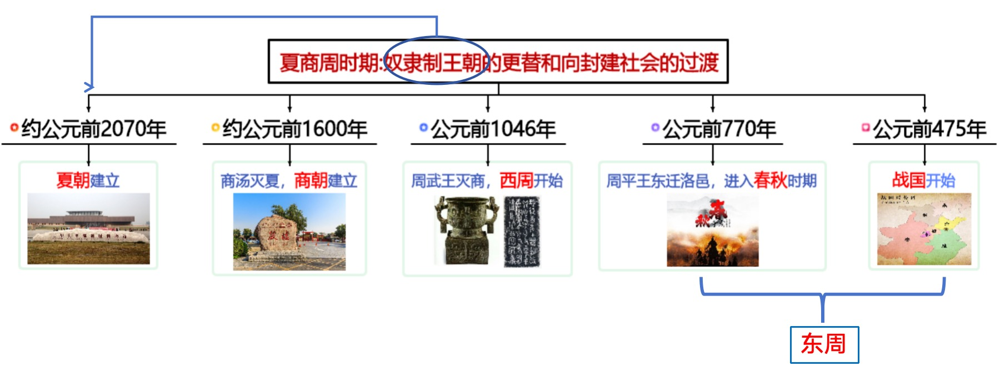 夏商周时期:奴隶制王朝的更替和向封建社会的过渡
约公元前2070年
约公元前1600年
公元前1046年
公元前770年
公元前475年
夏朝建立
商汤灭夏，商朝建立
周武王灭商，西周开始
周平王东迁洛邑，进入春秋时期
战国开始
殷墟
春
秋
东周